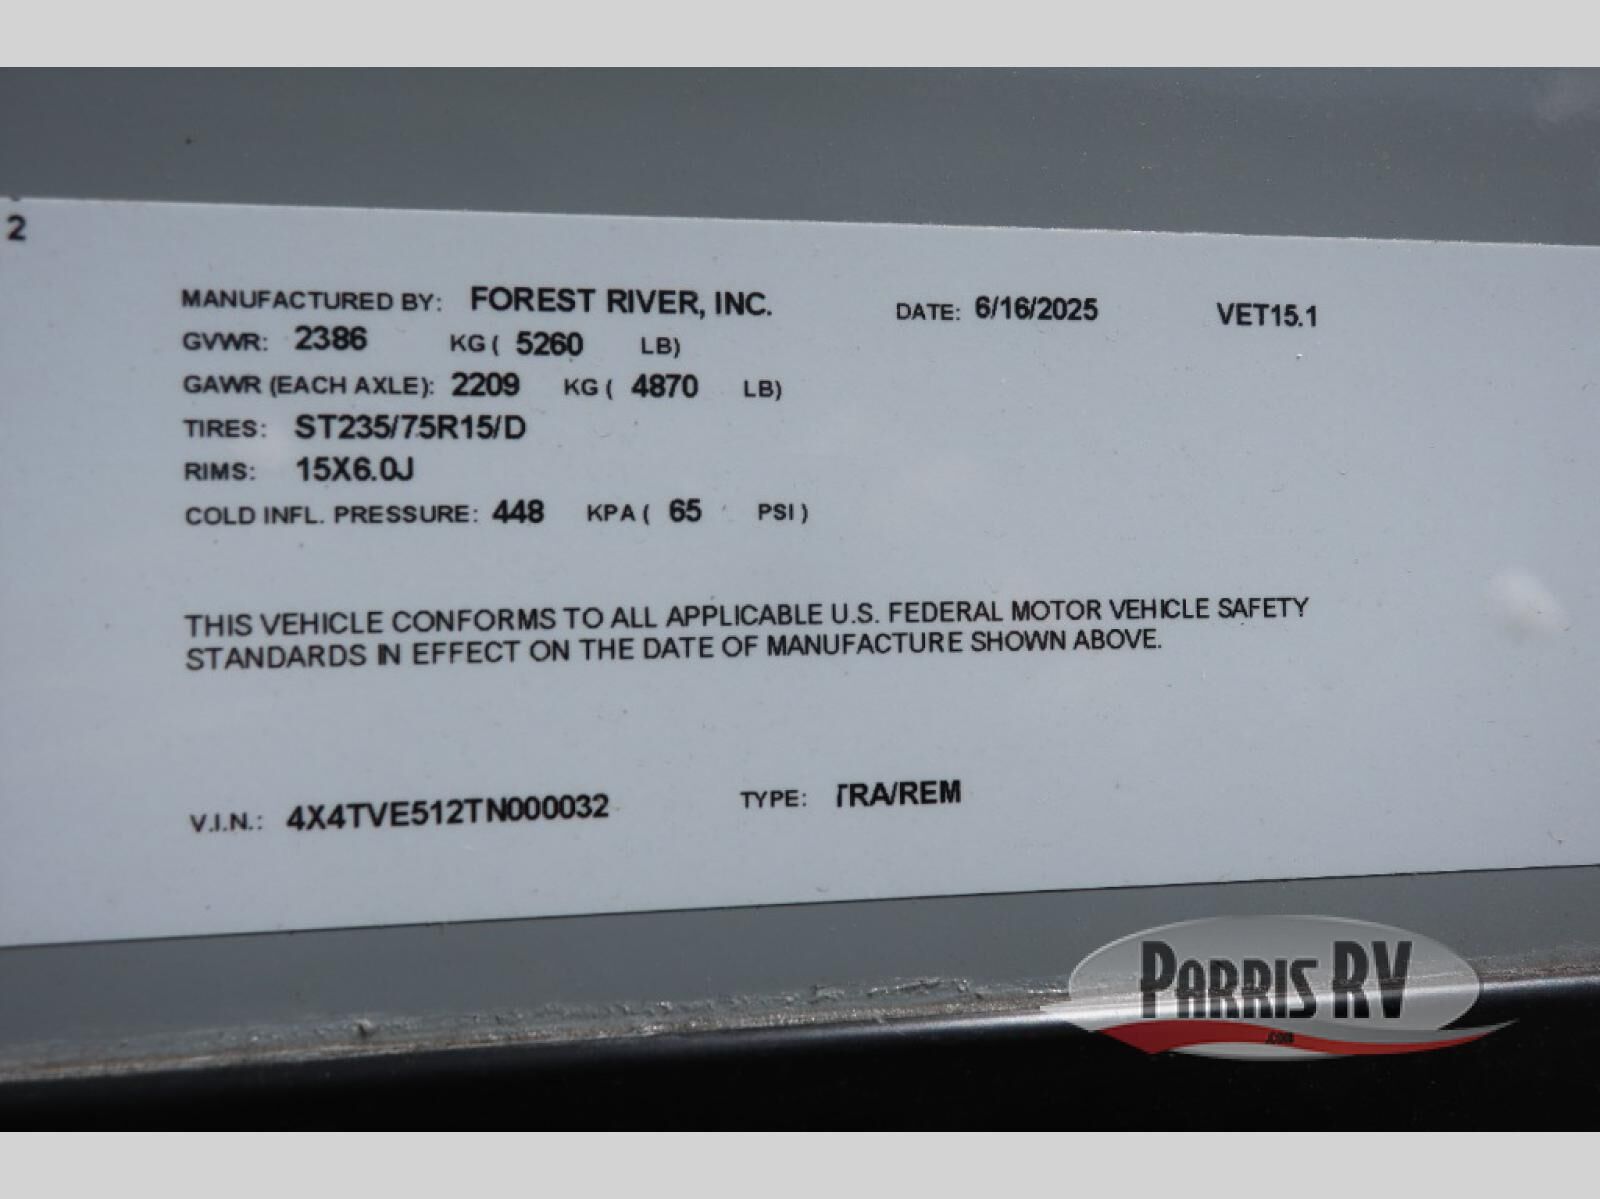 2
MANUFACTURED BY: FOREST RIVER, INC. DATE: 6/16/2025 VET15.1
GVWR: 2386 KG ( 5260 LB)
GAWR (EACH AXLE): 2209 KG ( 4870 LB)
TIRES: ST235/75R15/D
RIMS: 15X6.0J
COLD INFL. PRESSURE: 448 KPA ( 65 PSI )
THIS VEHICLE CONFORMS TO ALL APPLICABLE U.S. FEDERAL MOTOR VEHICLE SAFETY
STANDARDS IN EFFECT ON THE DATE OF MANUFACTURE SHOWN ABOVE.
V.I.N.: 4X4TVE512TN000032 TYPE: TRA/REM
PARRIS RV
.COM